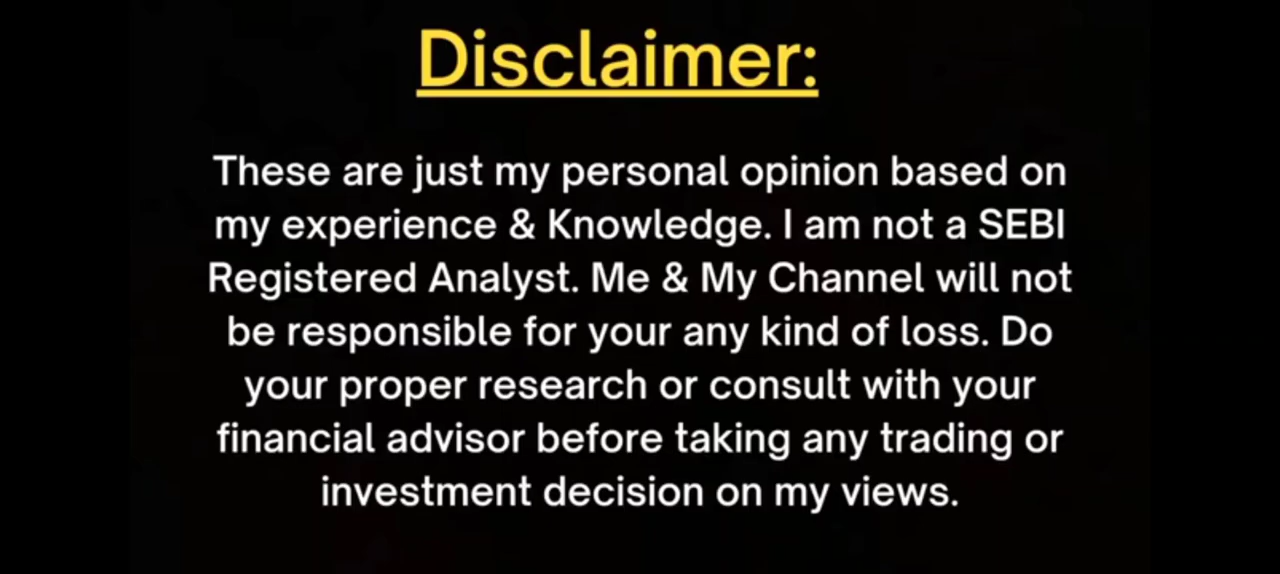 Disclaimer:
These are just my personal opinion based on
my experience & Knowledge. I am not a SEBI
Registered Analyst. Me & My Channel will not
be responsible for your any kind of loss. Do
your proper research or consult with your
financial advisor before taking any trading or
investment decision on my views.